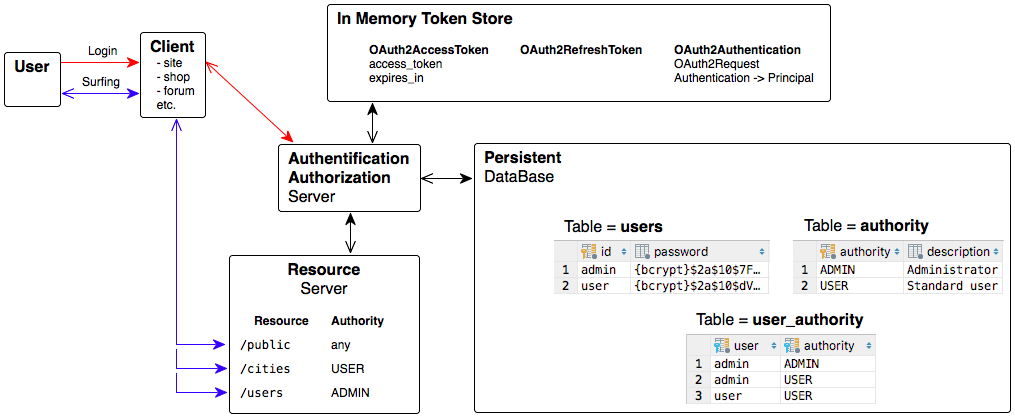 In Memory Token Store
OAuth2AccessToken OAuth2RefreshToken OAuth2Authentication
access_token OAuth2Request
expires_in Authentication -> Principal
User
Login
Surfing
Client
- site
- shop
- forum
etc.
Authentification
Authorization
Server
Persistent
DataBase
Table = users
id password
1 admin {bcrypt}$2a$10$7F…
2 user {bcrypt}$2a$10$dV…
Table = authority
authority description
1 ADMIN Administrator
2 USER Standard user
Table = user_authority
user authority
1 admin ADMIN
2 admin USER
3 user USER
Resource
Server
Resource Authority
/public any
/cities USER
/users ADMIN